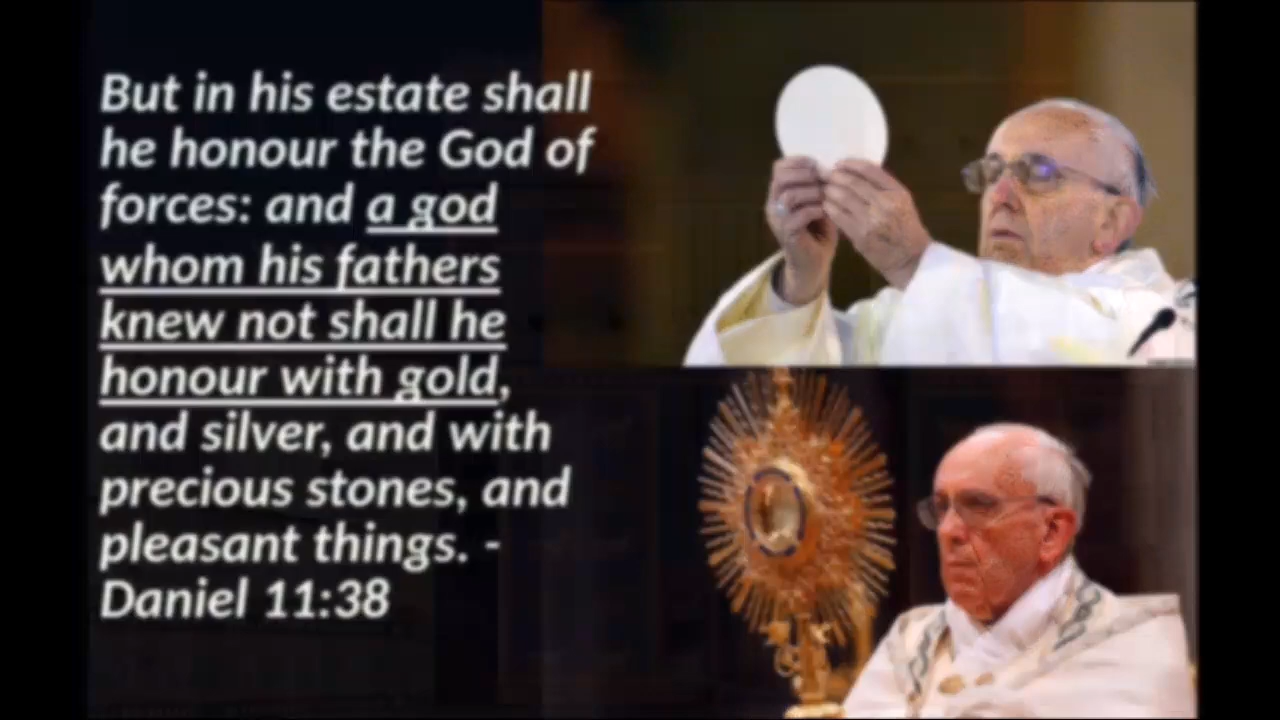 But in his estate shall
he honour the God of
forces: and a god
whom his fathers
knew not shall he
honour with gold,
and silver, and with
precious stones, and
pleasant things. -
Daniel 11:38